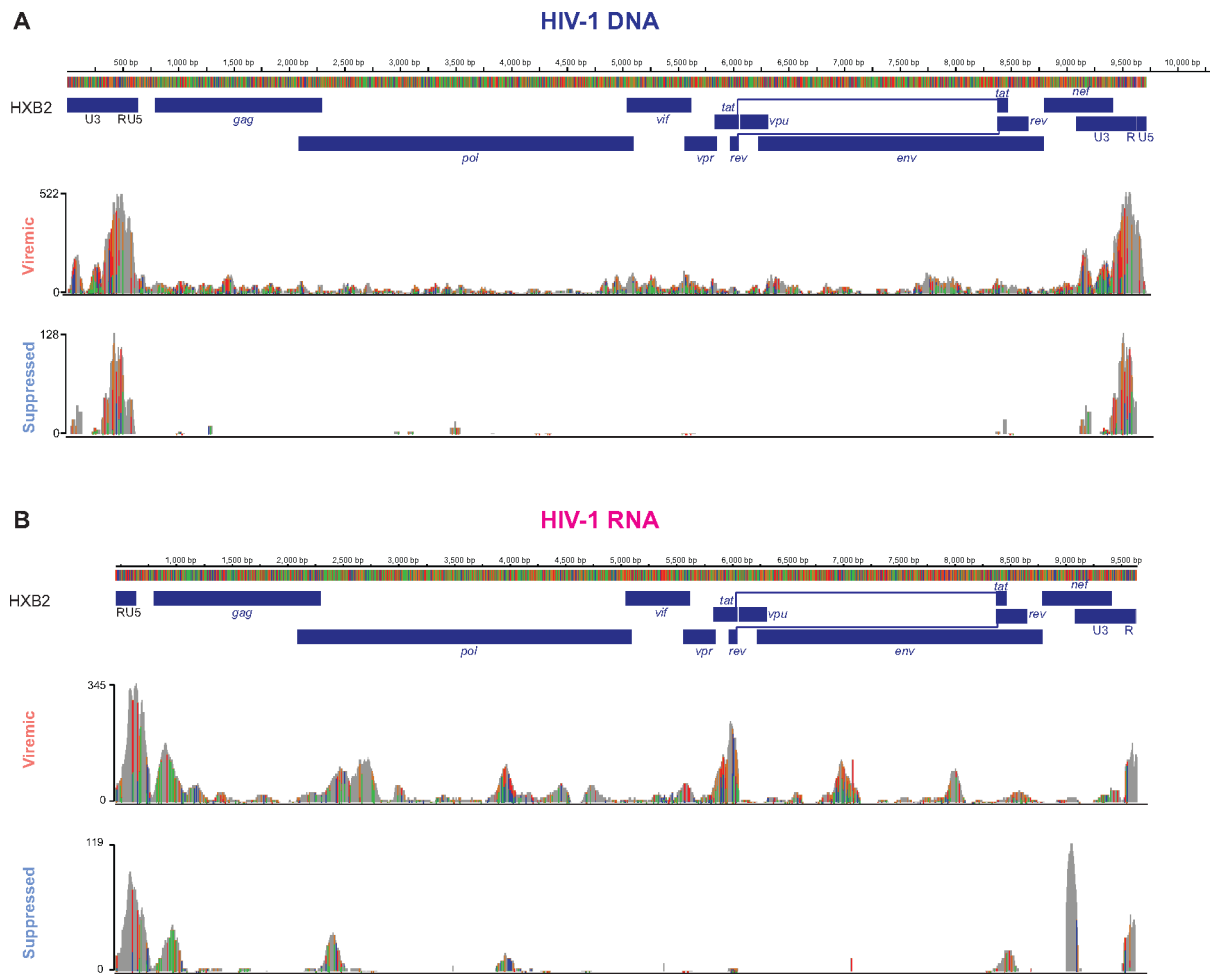 A
HIV-1 DNA
500 bp 1,000 bp 1,500 bp 2,000 bp 2,500 bp 3,000 bp 3,500 bp 4,000 bp 4,500 bp 5,000 bp 5,500 bp 6,000 bp 6,500 bp 7,000 bp 7,500 bp 8,000 bp 8,500 bp 9,000 bp 9,500 bp 10,000 bp
tat nef
HXB2
tat
U3 RU5 gag vif vpu rev U3 R U5
pol vpr rev env
522
Viremic
0
128
Suppressed
0
B
HIV-1 RNA
1,000 bp 1,500 bp 2,000 bp 2,500 bp 3,000 bp 3,500 bp 4,000 bp 4,500 bp 5,000 bp 5,500 bp 6,000 bp 6,500 bp 7,000 bp 7,500 bp 8,000 bp 8,500 bp 9,000 bp 9,500 bp
tat nef
HXB2
tat
RU5 gag vif vpu rev U3 R
pol vpr rev env
345
Viremic
0
119
Suppressed
0